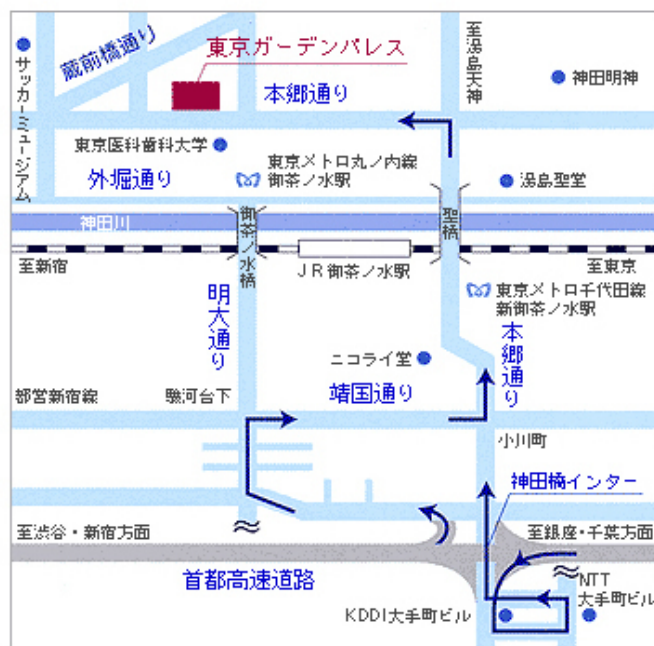 蔵前橋通り
東京ガーデンパレス
至湯島天神
サッカーミュージアム
本郷通り
神田明神
東京医科歯科大学
東京メトロ丸ノ内線
御茶ノ水駅
外堀通り
湯島聖堂
神田川
御茶ノ水橋
聖橋
至新宿
JR御茶ノ水駅
至東京
東京メトロ千代田線
新御茶ノ水駅
明大通り
本郷通り
ニコライ堂
都営新宿線
駿河台下
靖国通り
小川町
神田橋インター
至渋谷・新宿方面
至銀座・千葉方面
首都高速道路
NTT
大手町ビル
KDDI大手町ビル